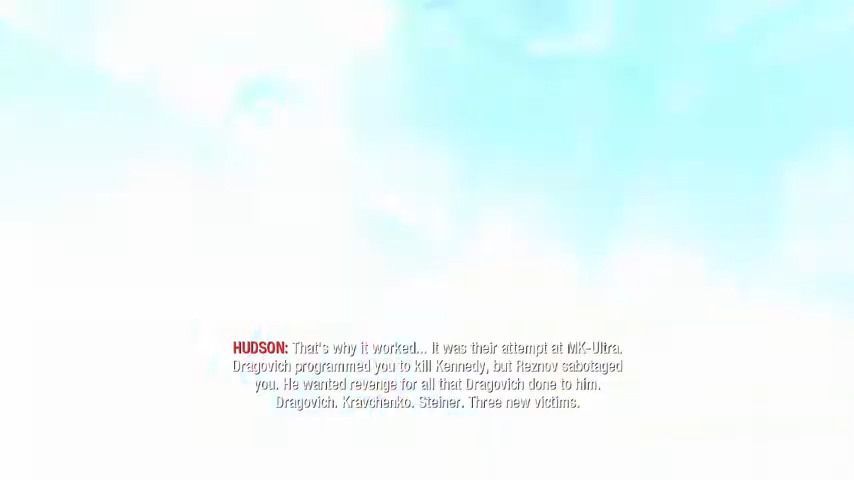 HUDSON: That's why it worked... It was their attempt at MK-Ultra.
Dragovich programmed you to kill Kennedy, but Reznov sabotaged
you. He wanted revenge for all that Dragovich done to him.
Dragovich. Kravchenko. Steiner. Three new victims.